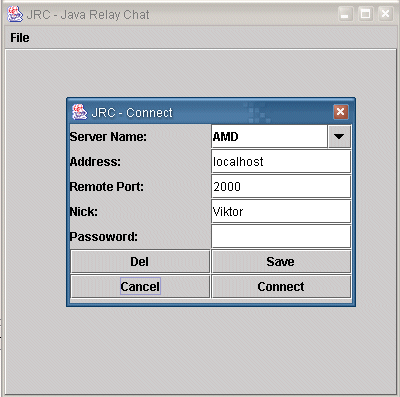 JRC - Java Relay Chat
File
JRC - Connect
Server Name: AMD
Address: localhost
Remote Port: 2000
Nick: Viktor
Passoword:
Del Save
Cancel Connect